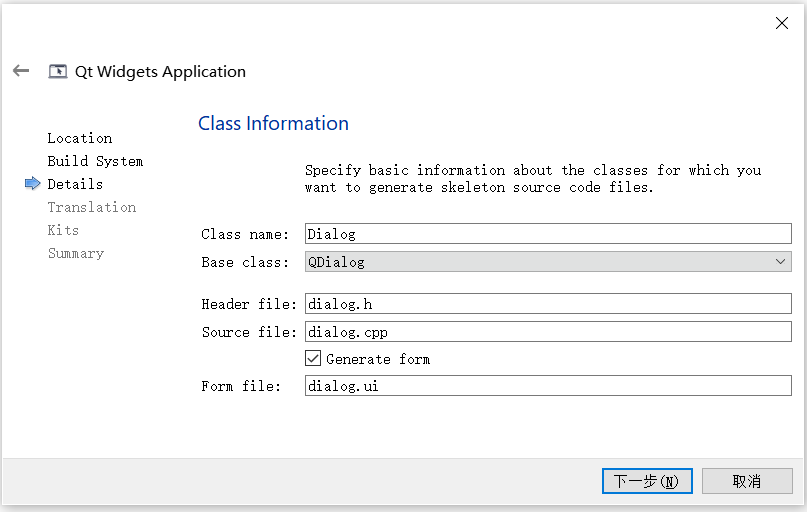 Qt Widgets Application
Class Information
Location
Build System
Details
Translation
Kits
Summary
Specify basic information about the classes for which you
want to generate skeleton source code files.
Class name: Dialog
Base class: QDialog
Header file: dialog.h
Source file: dialog.cpp
Generate form
Form file: dialog.ui
下一步(N) 取消